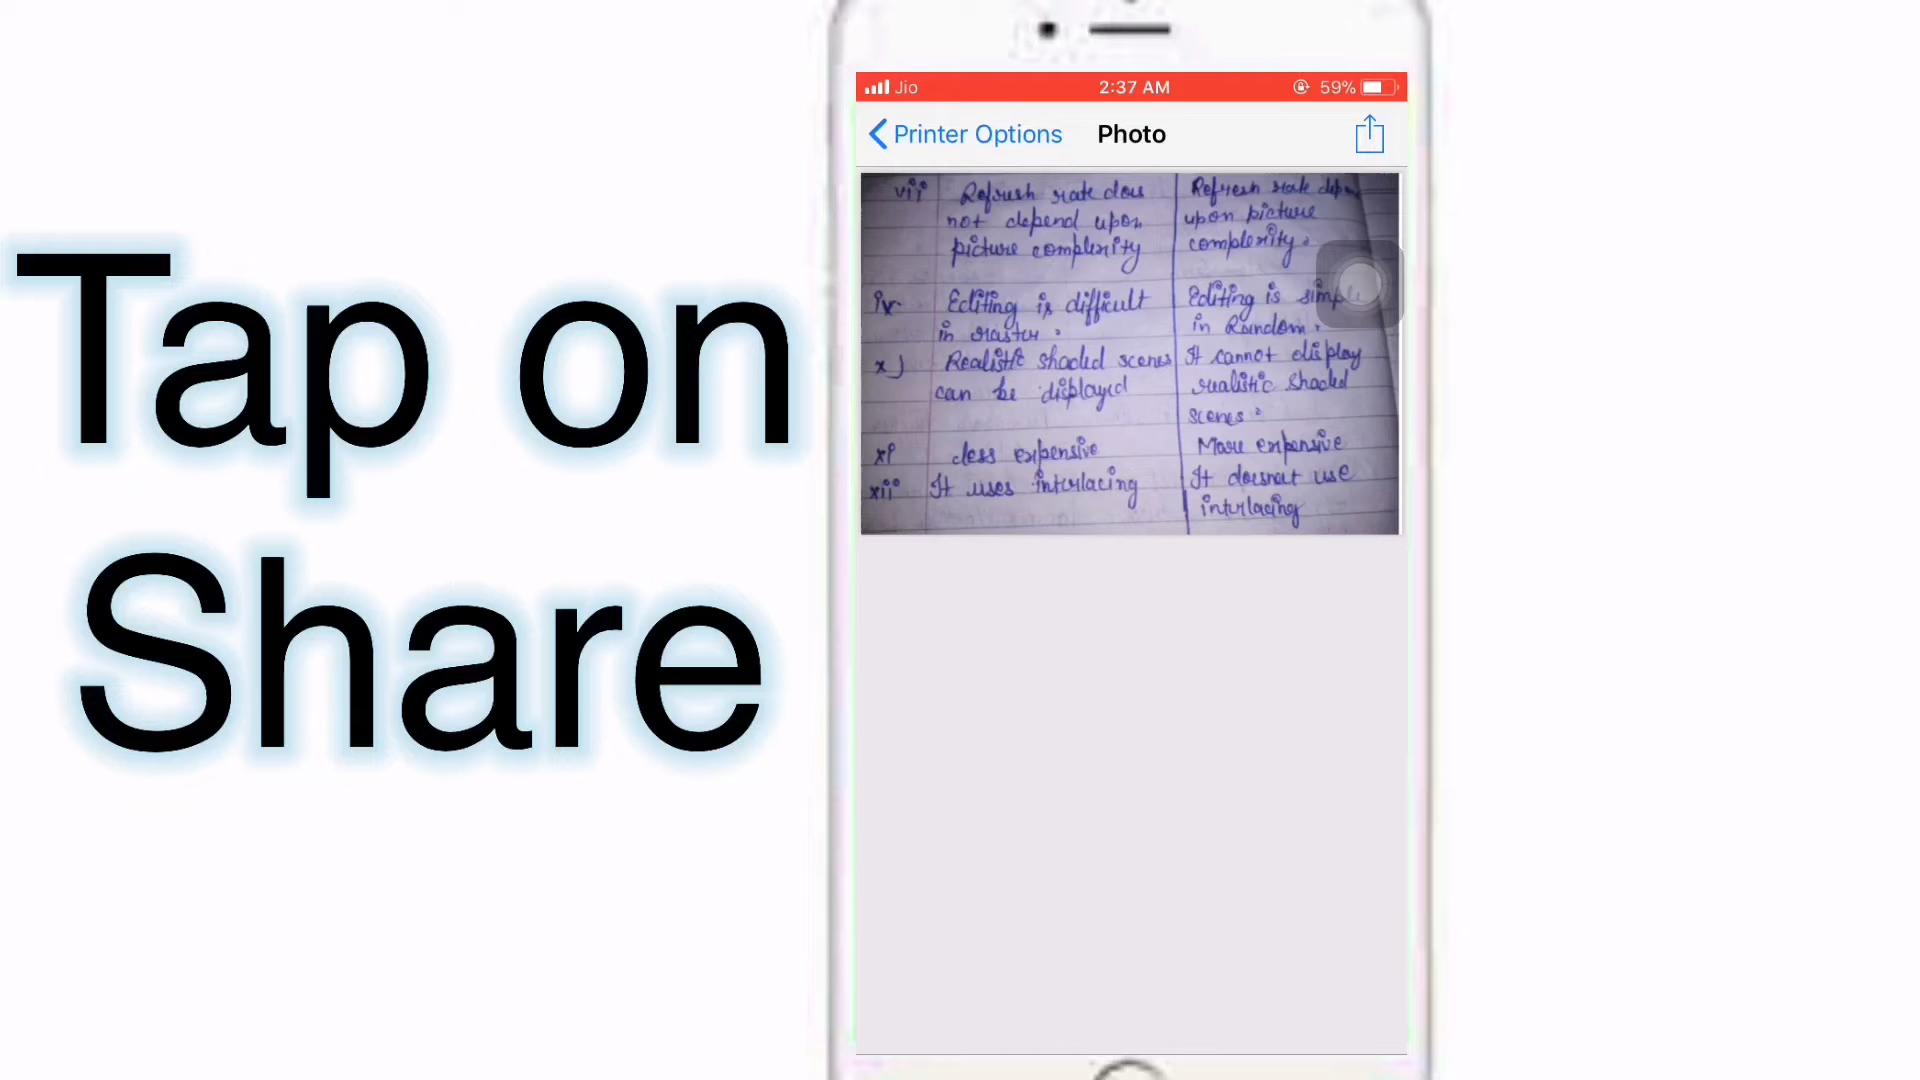 Tap on
Share
Jio 2:37 AM 59%
Printer Options Photo
vii Refresh rate does Refresh rate depen
not depend upon upon picture
picture complexity complexity.
ix. Editing is difficult Editing is simple
in raster. in Random.
x) Realistic shaded scenes It cannot display
can be displayed realistic shaded
scenes.
xi Less expensive More expensive
xii It uses interlacing It doesnot use
interlacing